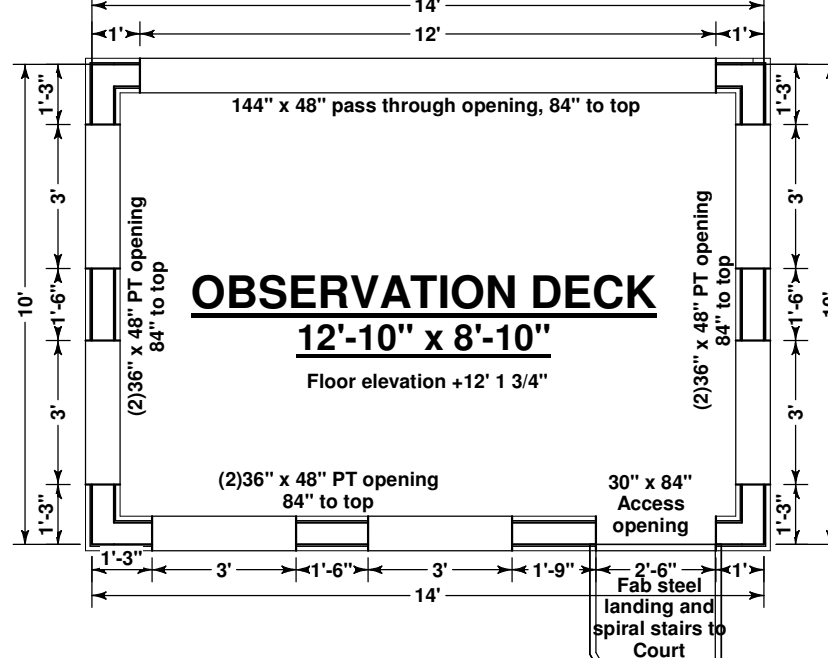 14'
1'
12'
1'
144" x 48" pass through opening, 84" to top
1'-3"
3'
1'-6"
3'
1'-3"
10'
(2)36" x 48" PT opening
84" to top
OBSERVATION DECK
12'-10" x 8'-10"
Floor elevation +12' 1 3/4"
(2)36" x 48" PT opening
84" to top
1'-3"
3'
1'-6"
3'
1'-3"
(2)36" x 48" PT opening
84" to top
30" x 84"
Access
opening
1'-3"
3'
1'-6"
3'
1'-9"
2'-6"
1'
14'
Fab steel
landing and
spiral stairs to
Court